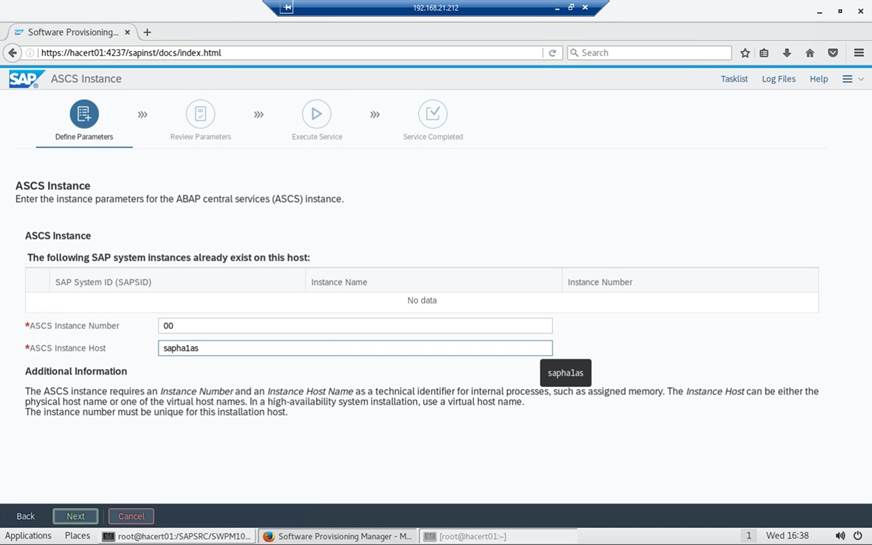 192.168.21.212
Software Provisioning Manag... ×
https://hacert01:4237/sapinst/docs/index.html
Search
SAP ASCS Instance
Tasklist Log Files Help
Define Parameters Review Parameters Execute Service Service Completed
ASCS Instance
Enter the instance parameters for the ABAP central services (ASCS) instance.
ASCS Instance
The following SAP system instances already exist on this host:
SAP System ID (SAPSID) Instance Name Instance Number
No data
*ASCS Instance Number 00
*ASCS Instance Host sapha1as
sapha1as
Additional Information
The ASCS instance requires an Instance Number and an Instance Host Name as a technical identifier for internal processes, such as assigned memory. The Instance Host can be either the
physical host name or one of the virtual host names. In a high-availability system installation, use a virtual host name.
The instance number must be unique for this installation host.
Back Next Cancel
Applications Places root@hacert01:/SAPSRC/SWPM10... Software Provisioning Manager - M... [root@hacert01:~] 1 Wed 16:38